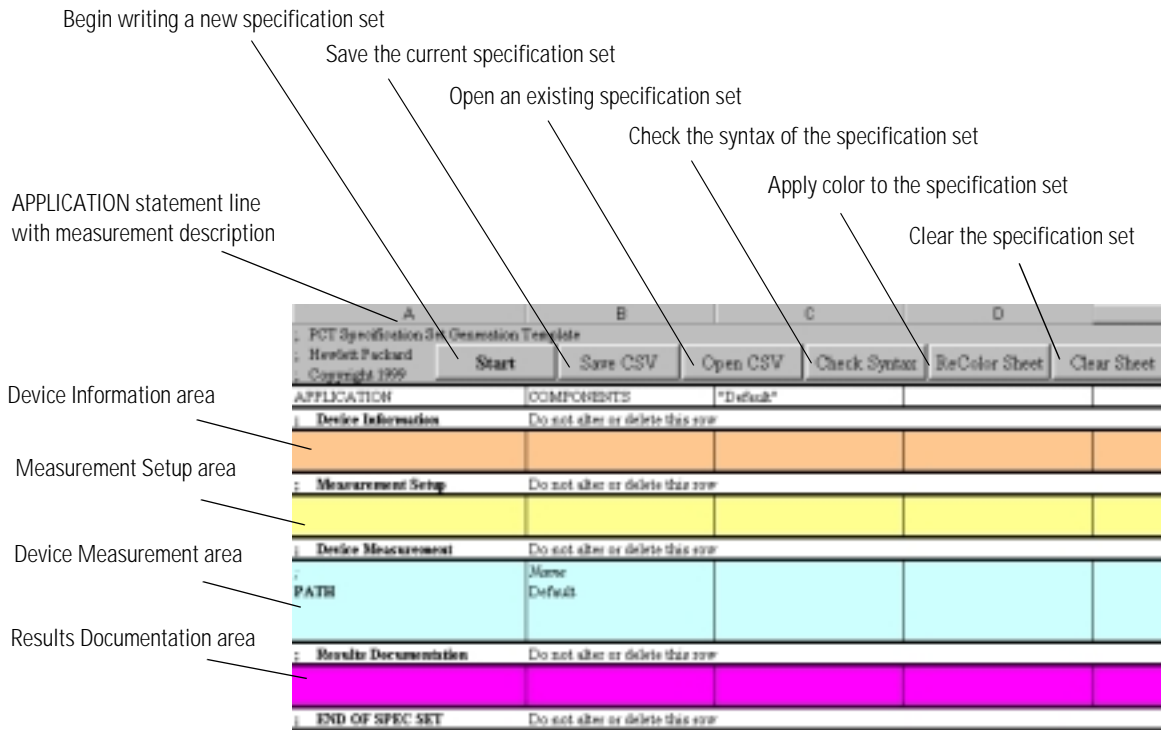 Begin writing a new specification set
Save the current specification set
Open an existing specification set
Check the syntax of the specification set
Apply color to the specification set
Clear the specification set
APPLICATION statement line
with measurement description
A B C D
; PCT Specification Set Generation Template
; Hewlett Packard
; Copyright 1999
Start Save CSV Open CSV Check Syntax ReColor Sheet Clear Sheet
APPLICATION COMPONENTS "Default"
; Device Information Do not alter or delete this row
Device Information area
; Measurement Setup Do not alter or delete this row
Measurement Setup area
; Device Measurement Do not alter or delete this row
Device Measurement area
; Name
PATH Default
Results Documentation area
; Results Documentation Do not alter or delete this row
; END OF SPEC SET Do not alter or delete this row